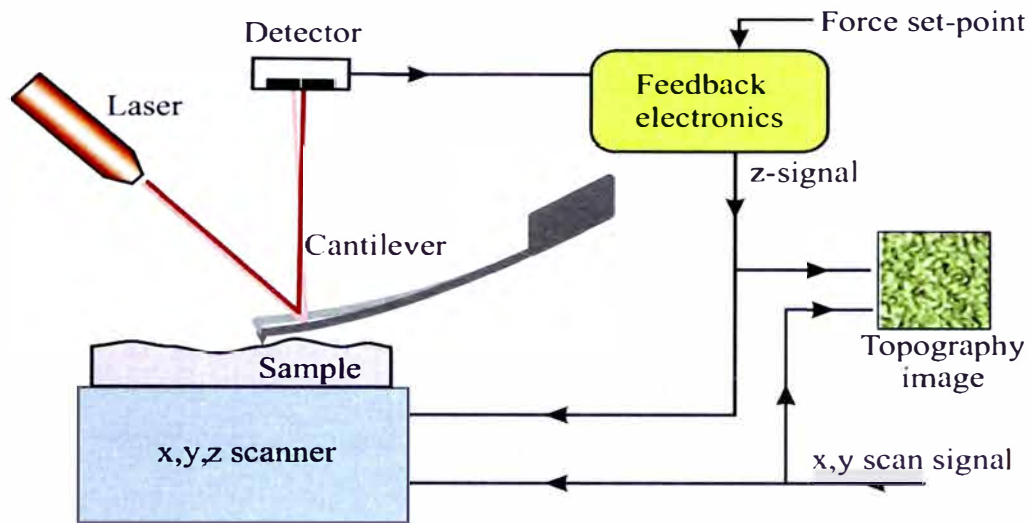 Force set-point
Detector
Feedback
electronics
Laser
z-signal
Cantilever
Topography
image
Sample
x,y,z scanner
x,y scan signal